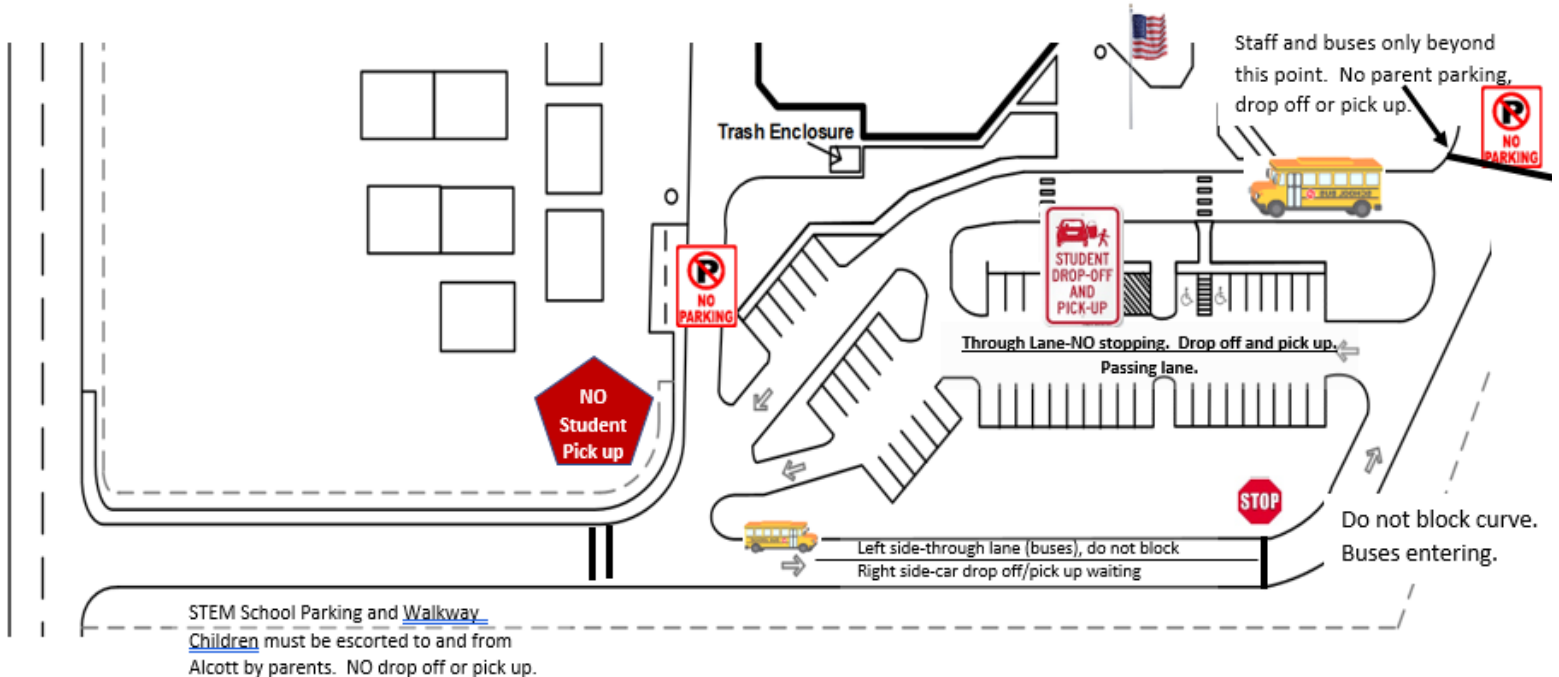 Staff and buses only beyond
this point.  No parent parking,
drop off or pick up.
P
NO
PARKING
Trash Enclosure
P
NO
PARKING
STUDENT
DROP-OFF
AND
PICK-UP
Through Lane-NO stopping.  Drop off and pick up.
Passing lane.
NO
Student
Pick up
STOP
Do not block curve.
Buses entering.
Left side-through lane (buses), do not block
Right side-car drop off/pick up waiting
STEM School Parking and Walkway
Children must be escorted to and from
Alcott by parents.  NO drop off or pick up.